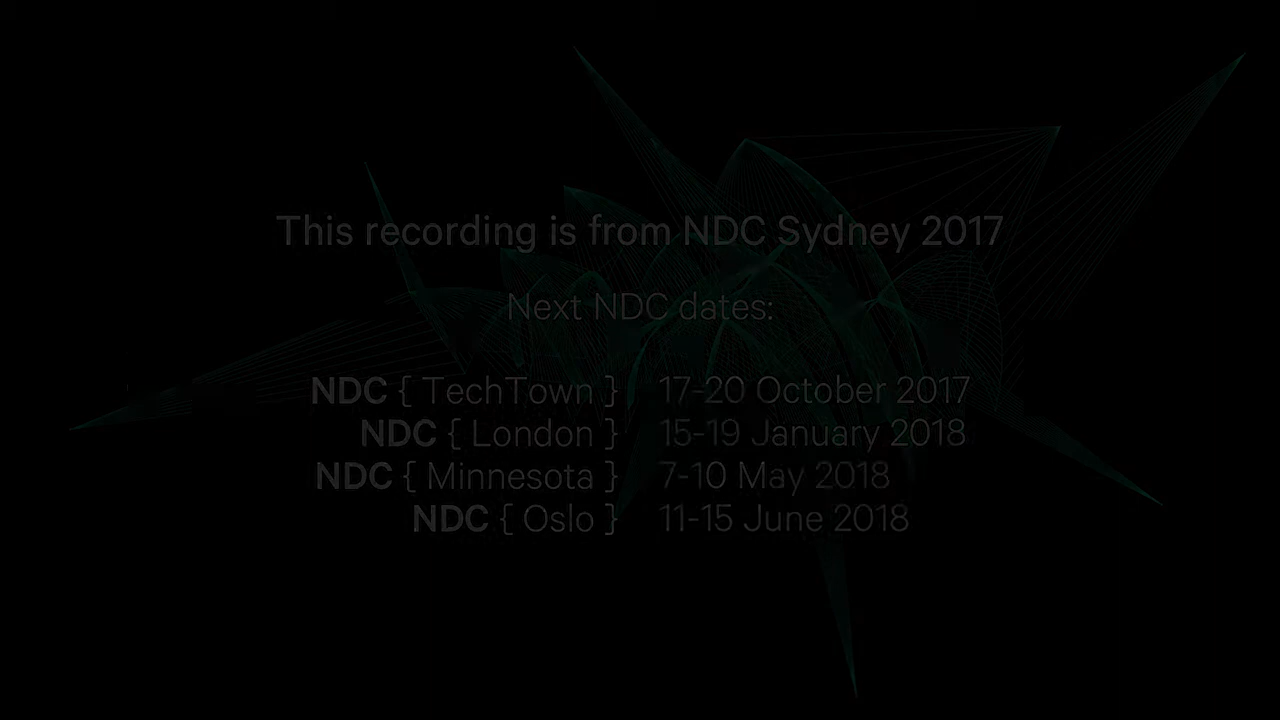 This recording is from NDC Sydney 2017
Next NDC dates:
NDC { TechTown } 17-20 October 2017
NDC { London } 15-19 January 2018
NDC { Minnesota } 7-10 May 2018
NDC { Oslo } 11-15 June 2018